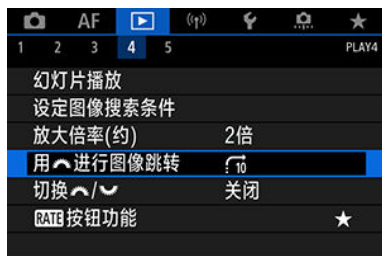 AF
1 2 3 4 5 PLAY4
幻灯片播放
设定图像搜索条件
放大倍率(约) 2倍
用进行图像跳转 10
切换/ 关闭
RATE按钮功能